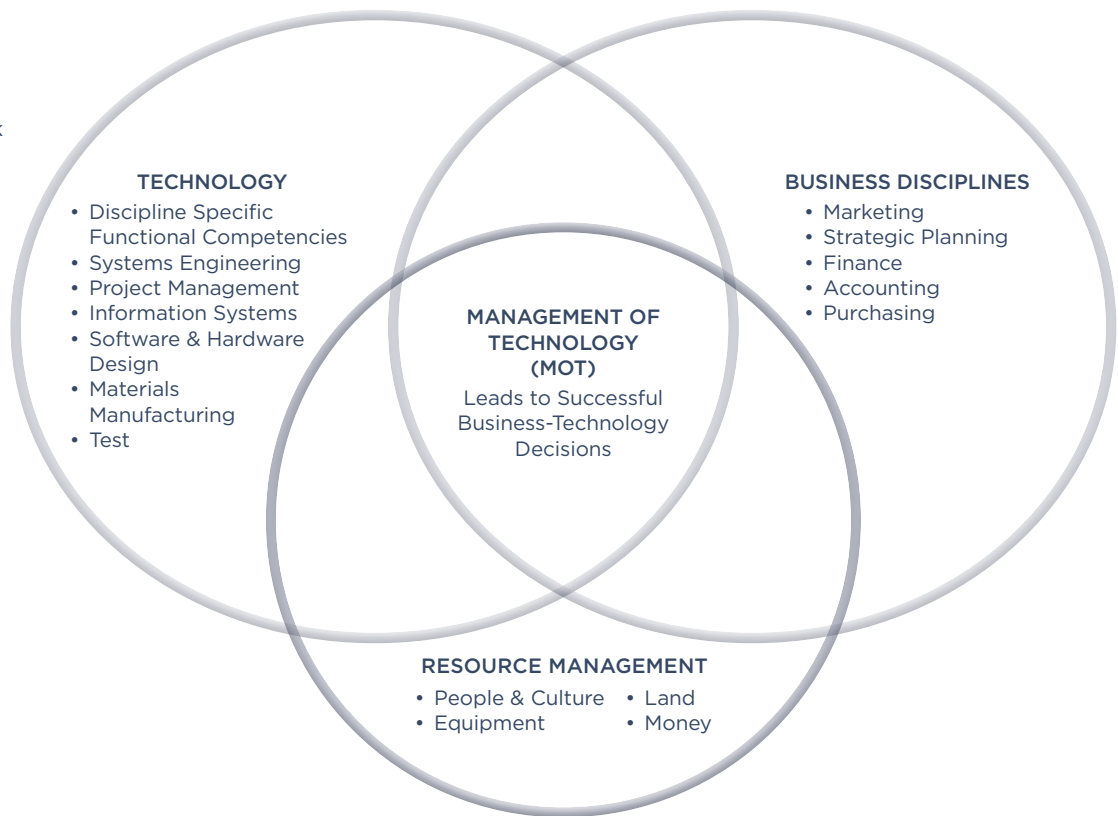 TECHNOLOGY
• Discipline Specific
Functional Competencies
• Systems Engineering
• Project Management
• Information Systems
• Software & Hardware
Design
• Materials
Manufacturing
• Test
BUSINESS DISCIPLINES
• Marketing
• Strategic Planning
• Finance
• Accounting
• Purchasing
MANAGEMENT OF
TECHNOLOGY
(MOT)
Leads to Successful
Business-Technology
Decisions
RESOURCE MANAGEMENT
• People & Culture • Land
• Equipment • Money